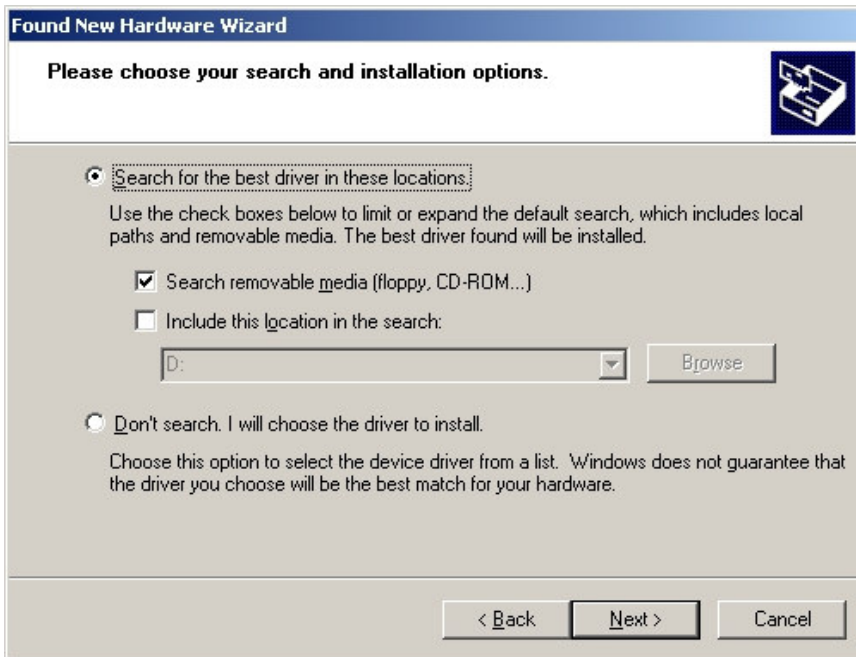 Found New Hardware Wizard
Please choose your search and installation options.
Search for the best driver in these locations.
Use the check boxes below to limit or expand the default search, which includes local
paths and removable media. The best driver found will be installed.
Search removable media (floppy, CD-ROM...)
Include this location in the search:
D:
Browse
Don't search. I will choose the driver to install.
Choose this option to select the device driver from a list.  Windows does not guarantee that
the driver you choose will be the best match for your hardware.
< Back
Next >
Cancel